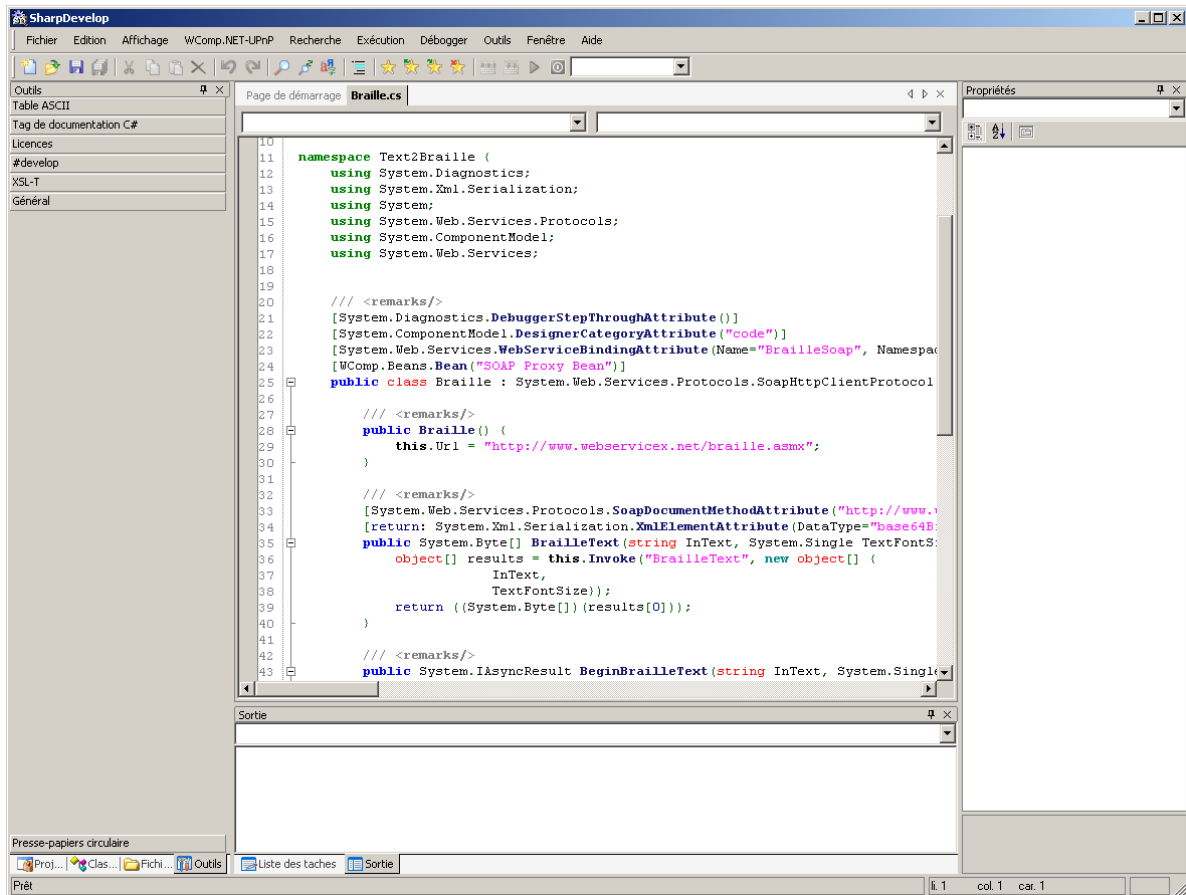 SharpDevelop
Fichier Edition Affichage WComp.NET-UPnP Recherche Exécution Débogger Outils Fenêtre Aide
Outils
Table ASCII
Tag de documentation C#
Licences
#develop
XSL-T
Général
Presse-papiers circulaire
Proj... Clas... Fichi... Outils
Page de démarrage Braille.cs
10
11 namespace Text2Braille {
12 using System.Diagnostics;
13 using System.Xml.Serialization;
14 using System;
15 using System.Web.Services.Protocols;
16 using System.ComponentModel;
17 using System.Web.Services;
18
19
20 /// <remarks/>
21 [System.Diagnostics.DebuggerStepThroughAttribute()]
22 [System.ComponentModel.DesignerCategoryAttribute("code")]
23 [System.Web.Services.WebServiceBindingAttribute(Name="BrailleSoap", Namespa
24 [WComp.Beans.Bean("SOAP Proxy Bean")]
25 public class Braille : System.Web.Services.Protocols.SoapHttpClientProtocol
26
27 /// <remarks/>
28 public Braille() {
29 this.Url = "http://www.webservicex.net/braille.asmx";
30 }
31
32 /// <remarks/>
33 [System.Web.Services.Protocols.SoapDocumentMethodAttribute("http://www.
34 [return: System.Xml.Serialization.XmlElementAttribute(DataType="base64B
35 public System.Byte[] BrailleText(string InText, System.Single TextFontS
36 object[] results = this.Invoke("BrailleText", new object[] {
37 InText,
38 TextFontSize});
39 return ((System.Byte[])(results[0]));
40 }
41
42 /// <remarks/>
43 public System.IAsyncResult BeginBrailleText(string InText, System.Single
Sortie
Liste des taches Sortie
Propriétés
Prêt
li. 1 col. 1 car. 1